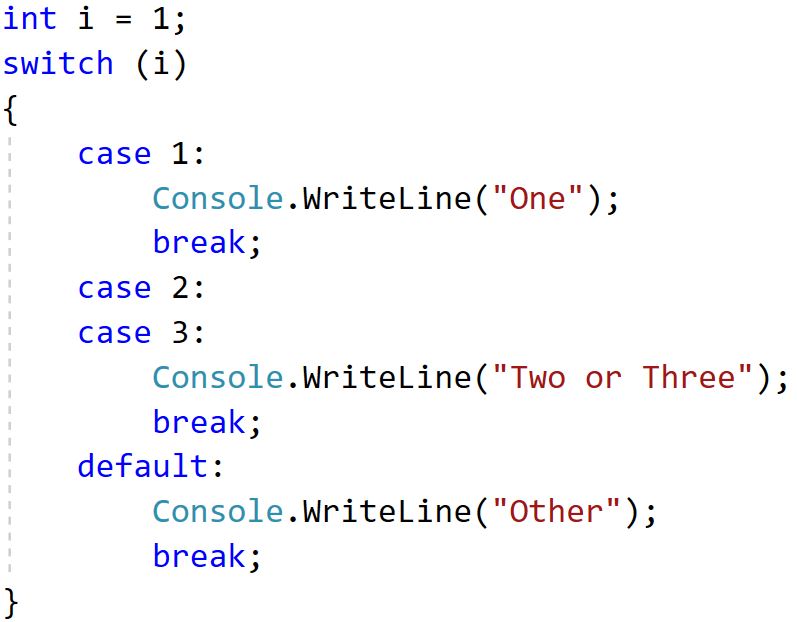 int i = 1;
switch (i)
{
    case 1:
        Console.WriteLine("One");
        break;
    case 2:
    case 3:
        Console.WriteLine("Two or Three");
        break;
    default:
        Console.WriteLine("Other");
        break;
}